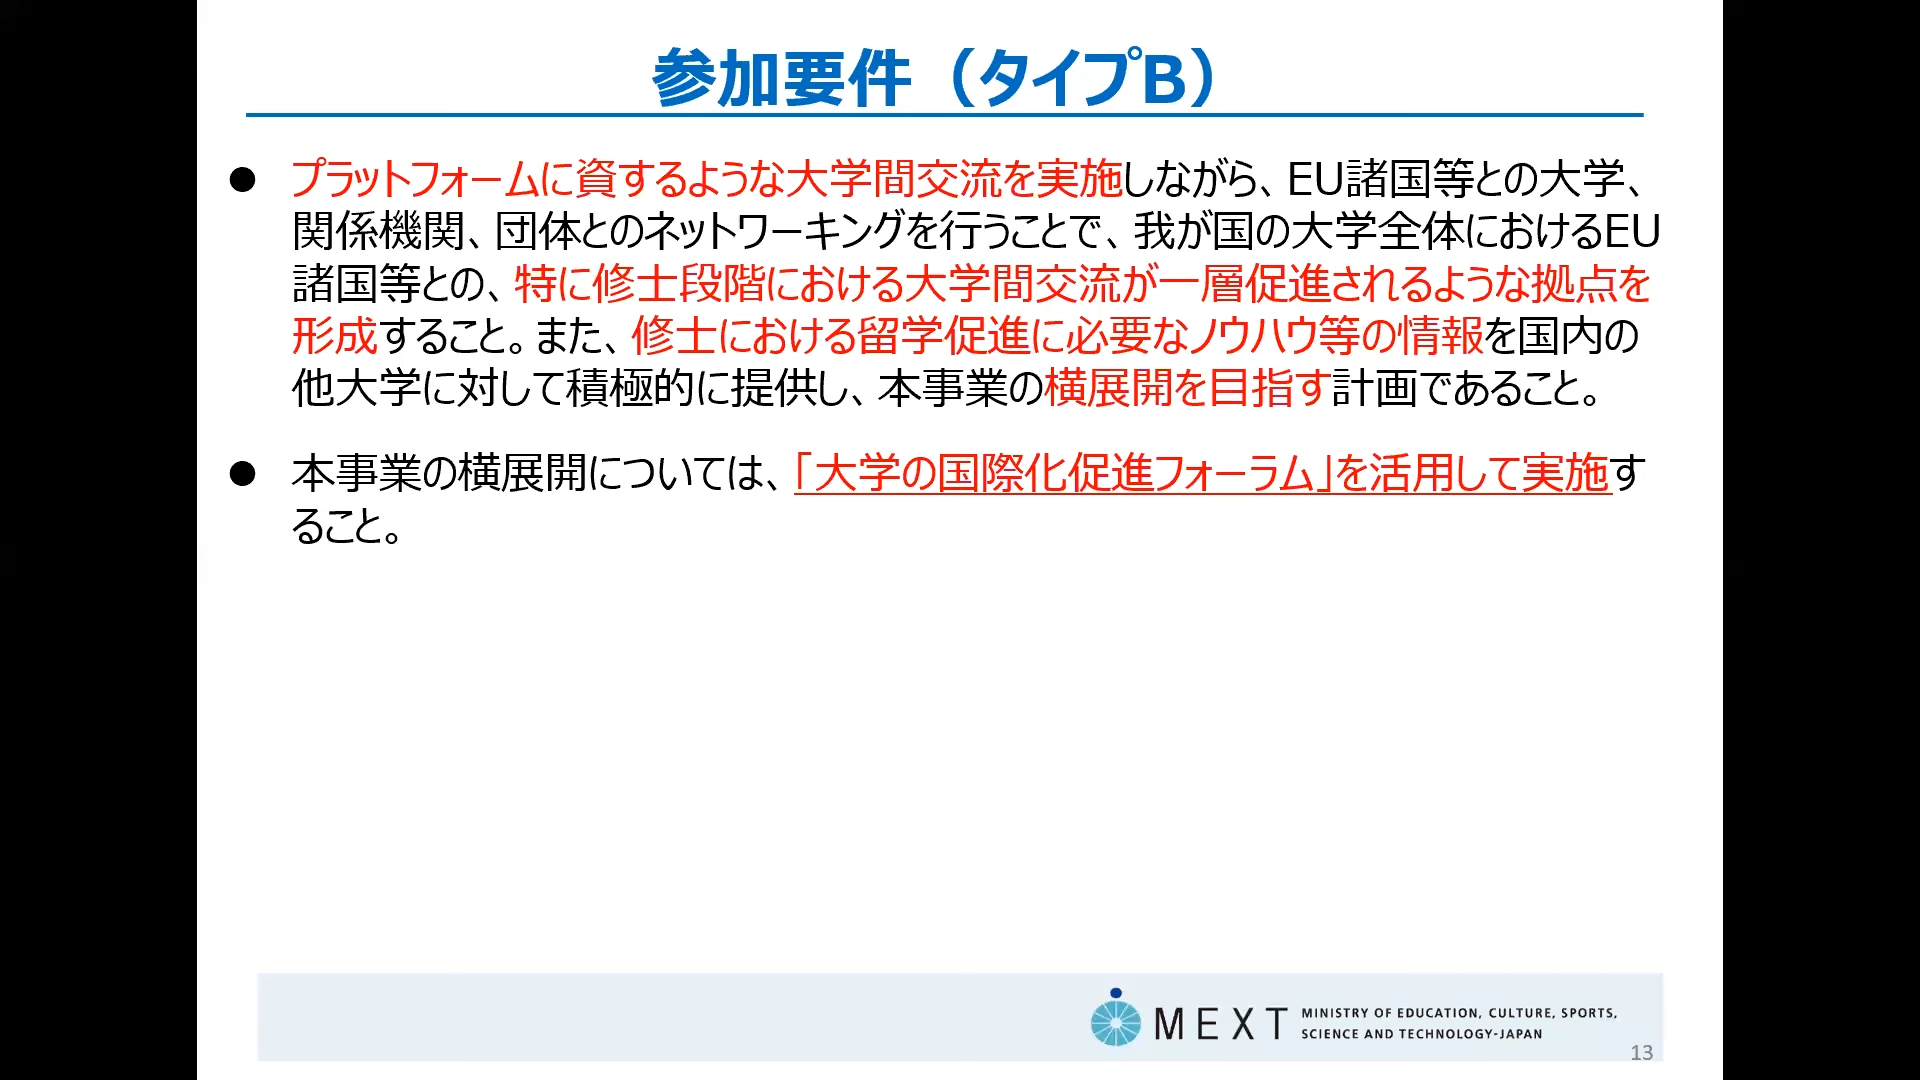 参加要件（タイプB）
● プラットフォームに資するような大学間交流を実施しながら、EU諸国等との大学、
関係機関、団体とのネットワーキングを行うことで、我が国の大学全体におけるEU
諸国等との、特に修士段階における大学間交流が一層促進されるような拠点を
形成すること。また、修士における留学促進に必要なノウハウ等の情報を国内の
他大学に対して積極的に提供し、本事業の横展開を目指す計画であること。
● 本事業の横展開については、「大学の国際化促進フォーラム」を活用して実施す
ること。
MEXT
MINISTRY OF EDUCATION, CULTURE, SPORTS,
SCIENCE AND TECHNOLOGY-JAPAN
13